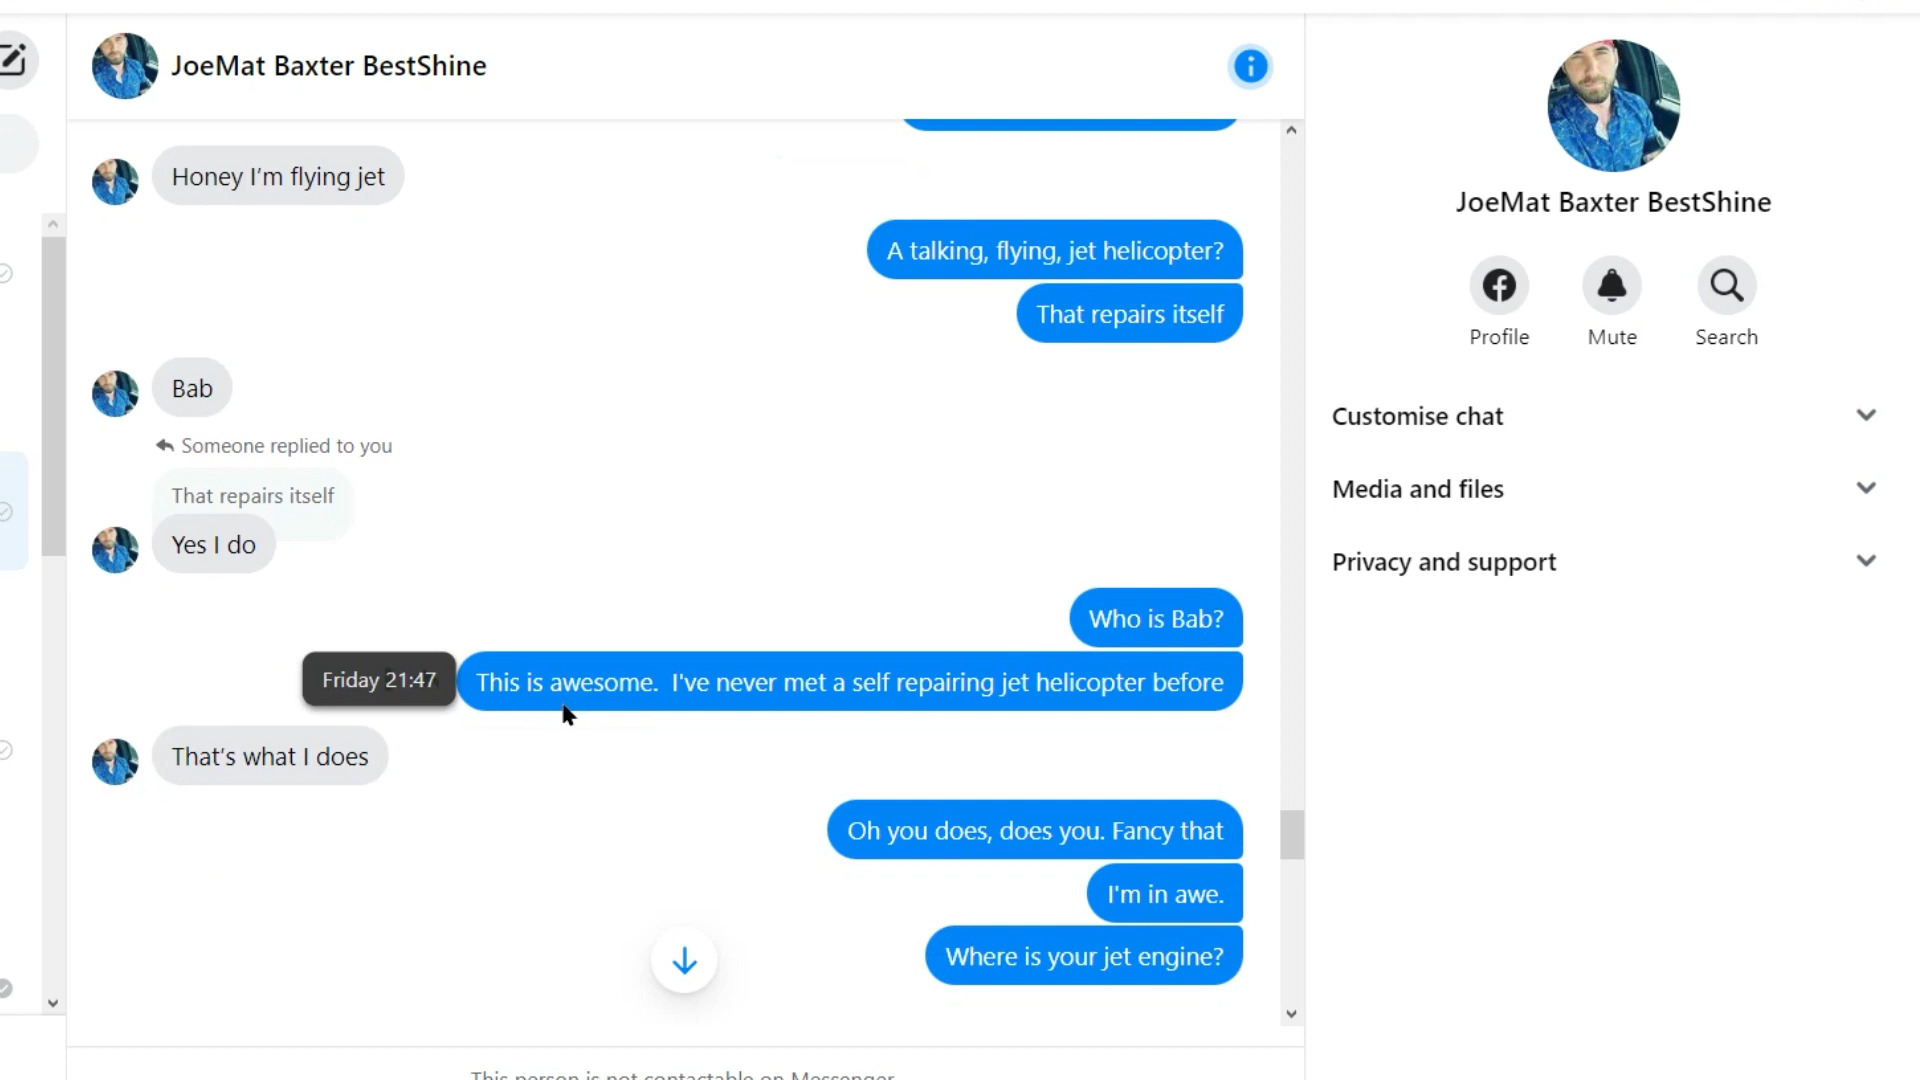 JoeMat Baxter BestShine
Honey I'm flying jet
A talking, flying, jet helicopter?
That repairs itself
Bab
Someone replied to you
That repairs itself
Yes I do
Who is Bab?
Friday 21:47
This is awesome.  I've never met a self repairing jet helicopter before
That's what I does
Oh you does, does you. Fancy that
I'm in awe.
Where is your jet engine?
This person is not contactable on Messenger
JoeMat Baxter BestShine
Profile
Mute
Search
Customise chat
Media and files
Privacy and support